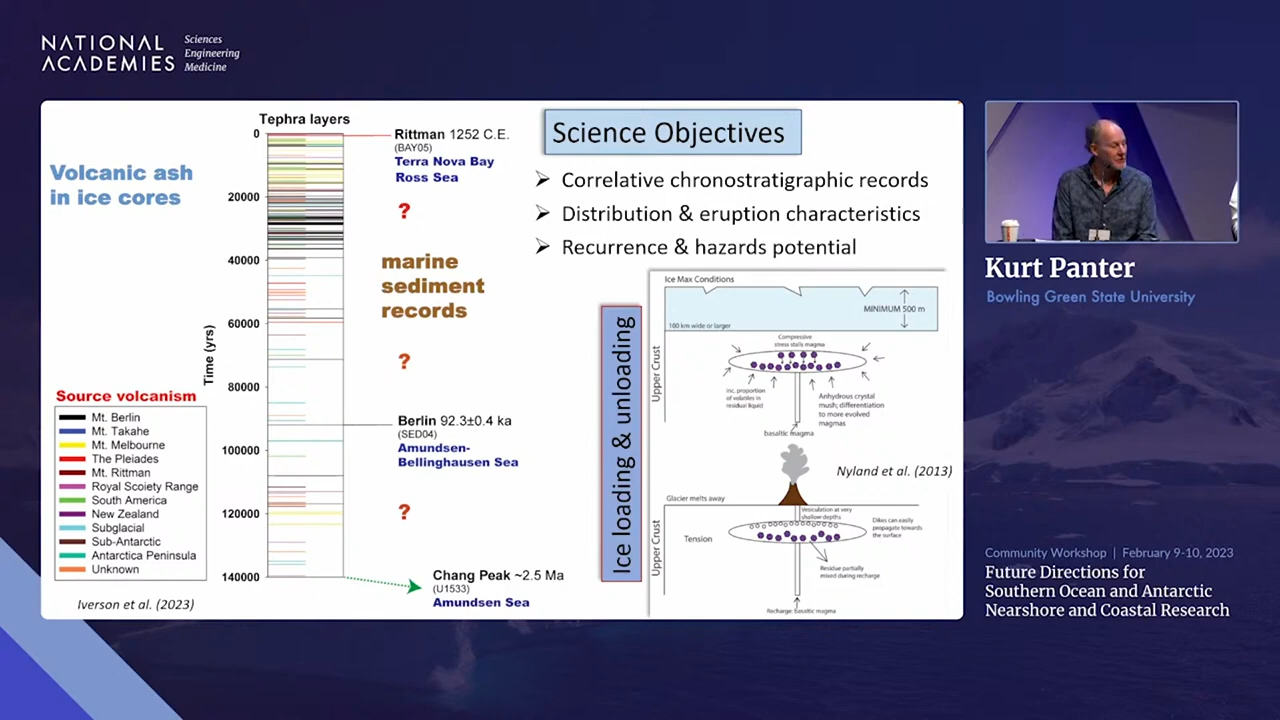 NATIONAL
ACADEMIES
Sciences
Engineering
Medicine
Tephra layers
Volcanic ash
in ice cores
0
20000
40000
60000
80000
100000
120000
140000
Time (yrs)
Source volcanism
Mt. Berlin
Mt. Takahe
Mt. Melbourne
The Pleiades
Mt. Rittman
Royal Scoiety Range
South America
New Zealand
Subglacial
Sub-Antarctic
Antarctica Peninsula
Unknown
Iverson et al. (2023)
Rittman 1252 C.E.
(BAY05)
Terra Nova Bay
Ross Sea
?
marine
sediment
records
?
Berlin 92.3±0.4 ka
(SED04)
Amundsen-
Bellinghausen Sea
?
Chang Peak ~2.5 Ma
(U1533)
Amundsen Sea
Science Objectives
➢ Correlative chronostratigraphic records
➢ Distribution & eruption characteristics
➢ Recurrence & hazards potential
Ice loading & unloading
Ice Max Conditions
MINIMUM 500 m
100 km wide or larger
Upper Crust
Compressive
stress stalls magma
inc. proportion
of volatiles in
residual liquid
Anhydrous crystal
mush; differentiation
to more evolved
magmas
basaltic magma
Nyland et al. (2013)
Glacier melts away
Upper Crust
Vesiculation at very
shallow depths
Tension
Dikes can easily
propagate towards
the surface
Residue partially
mixed during recharge
Recharge: basaltic magma
Kurt Panter
Bowling Green State University
Community Workshop | February 9-10, 2023
Future Directions for
Southern Ocean and Antarctic
Nearshore and Coastal Research